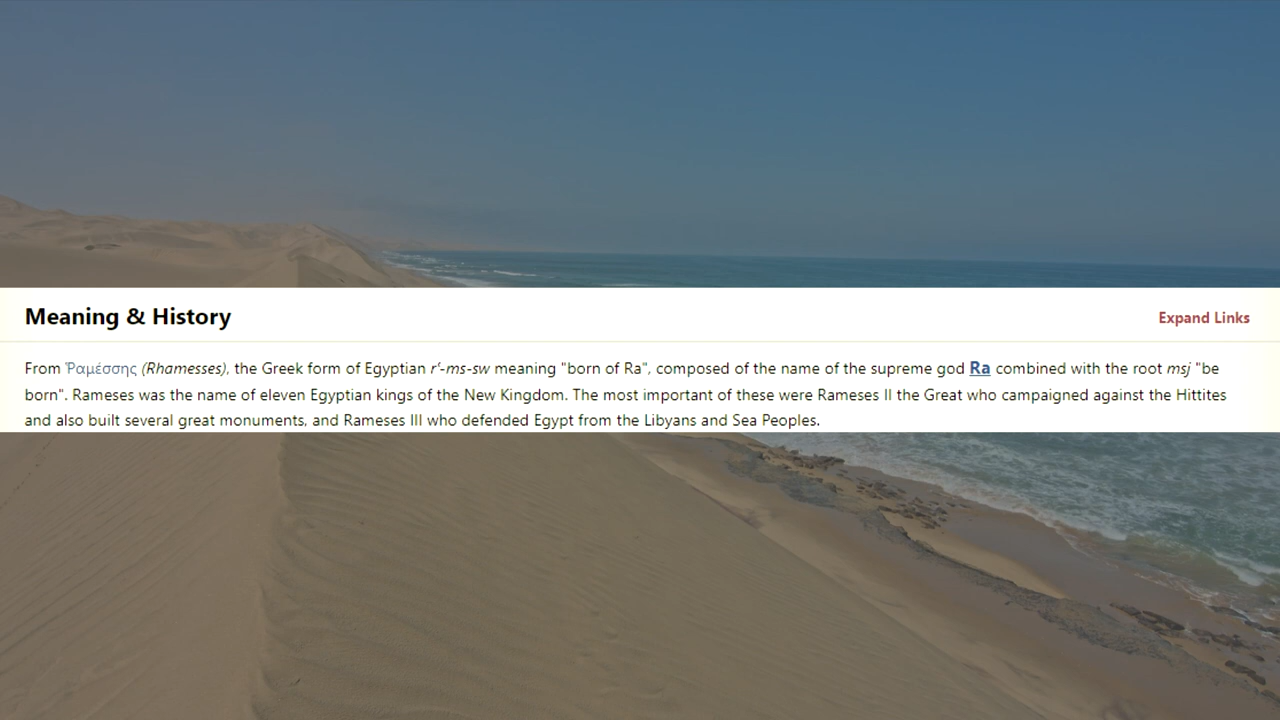 Meaning & History
Expand Links
From Ῥαμέσσης (Rhamesses), the Greek form of Egyptian rꜥ-ms-sw meaning "born of Ra", composed of the name of the supreme god Ra combined with the root msj "be
born". Rameses was the name of eleven Egyptian kings of the New Kingdom. The most important of these were Rameses II the Great who campaigned against the Hittites
and also built several great monuments, and Rameses III who defended Egypt from the Libyans and Sea Peoples.